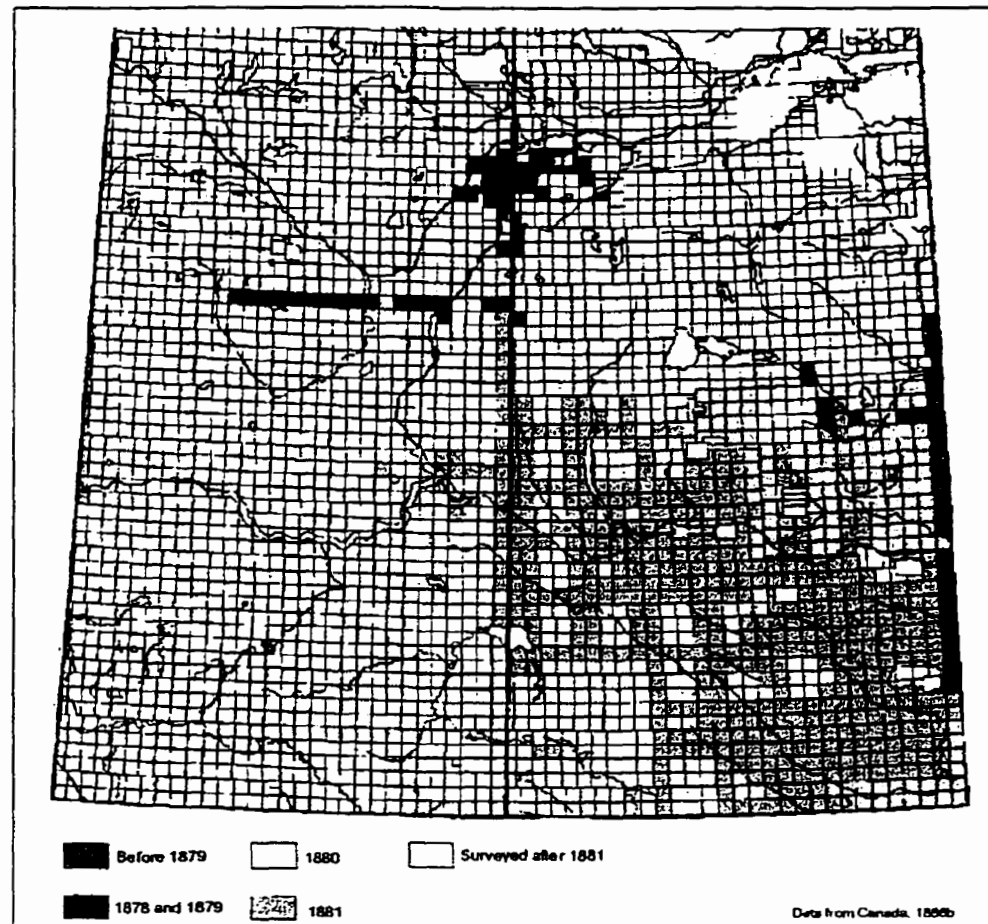 Before 1879 1880 Surveyed after 1881
1878 and 1879 1881
Data from Canada, 1886b